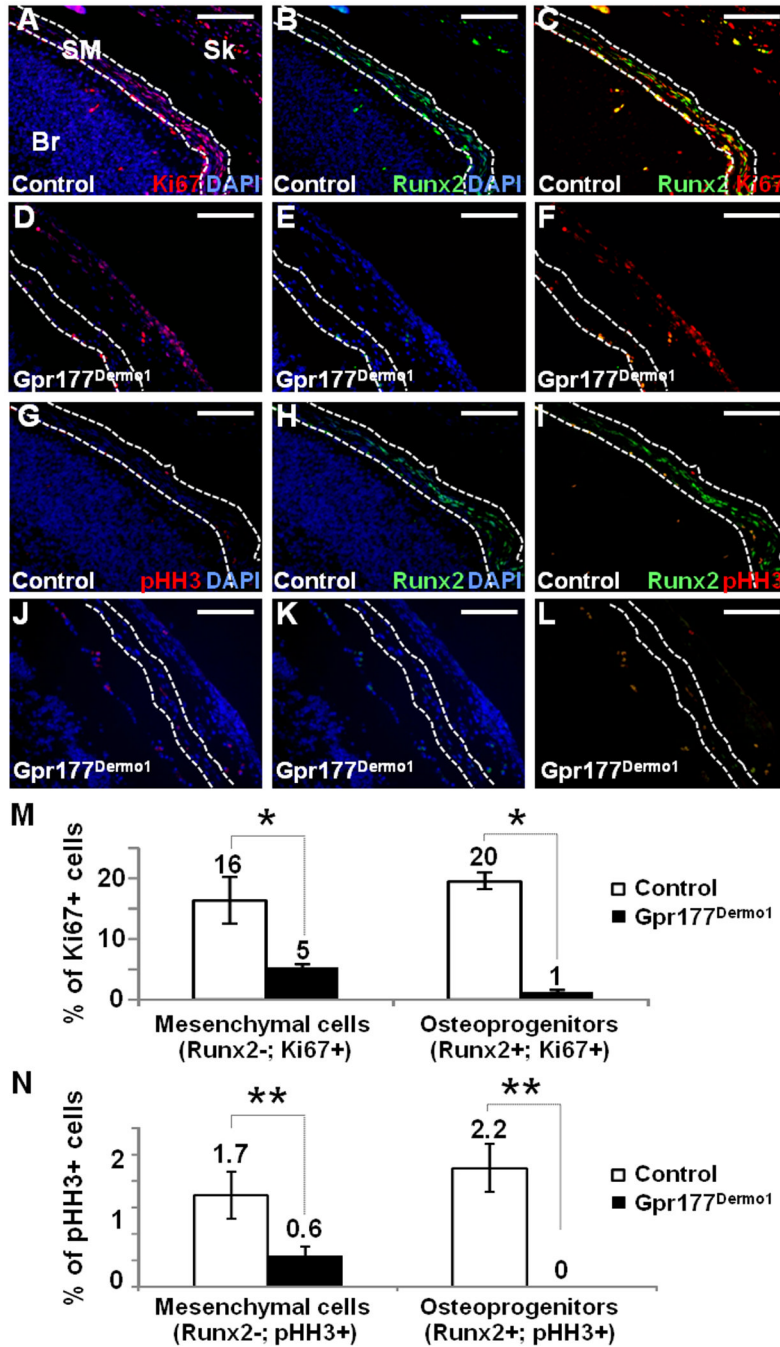 A
SM
Sk
Br
Control
Ki67 DAPI
B
Control
Runx2 DAPI
C
Control
Runx2 Ki67
D
Gpr177Dermo1
E
Gpr177Dermo1
F
Gpr177Dermo1
G
Control
pHH3 DAPI
H
Control
Runx2 DAPI
I
Control
Runx2 pHH3
J
Gpr177Dermo1
K
Gpr177Dermo1
L
Gpr177Dermo1
M
% of Ki67+ cells
20
10
0
16
*
5
20
*
1
Control
Gpr177Dermo1
Mesenchymal cells
(Runx2-; Ki67+)
Osteoprogenitors
(Runx2+; Ki67+)
N
% of pHH3+ cells
2
1
0
1.7
**
0.6
2.2
**
0
Control
Gpr177Dermo1
Mesenchymal cells
(Runx2-; pHH3+)
Osteoprogenitors
(Runx2+; pHH3+)